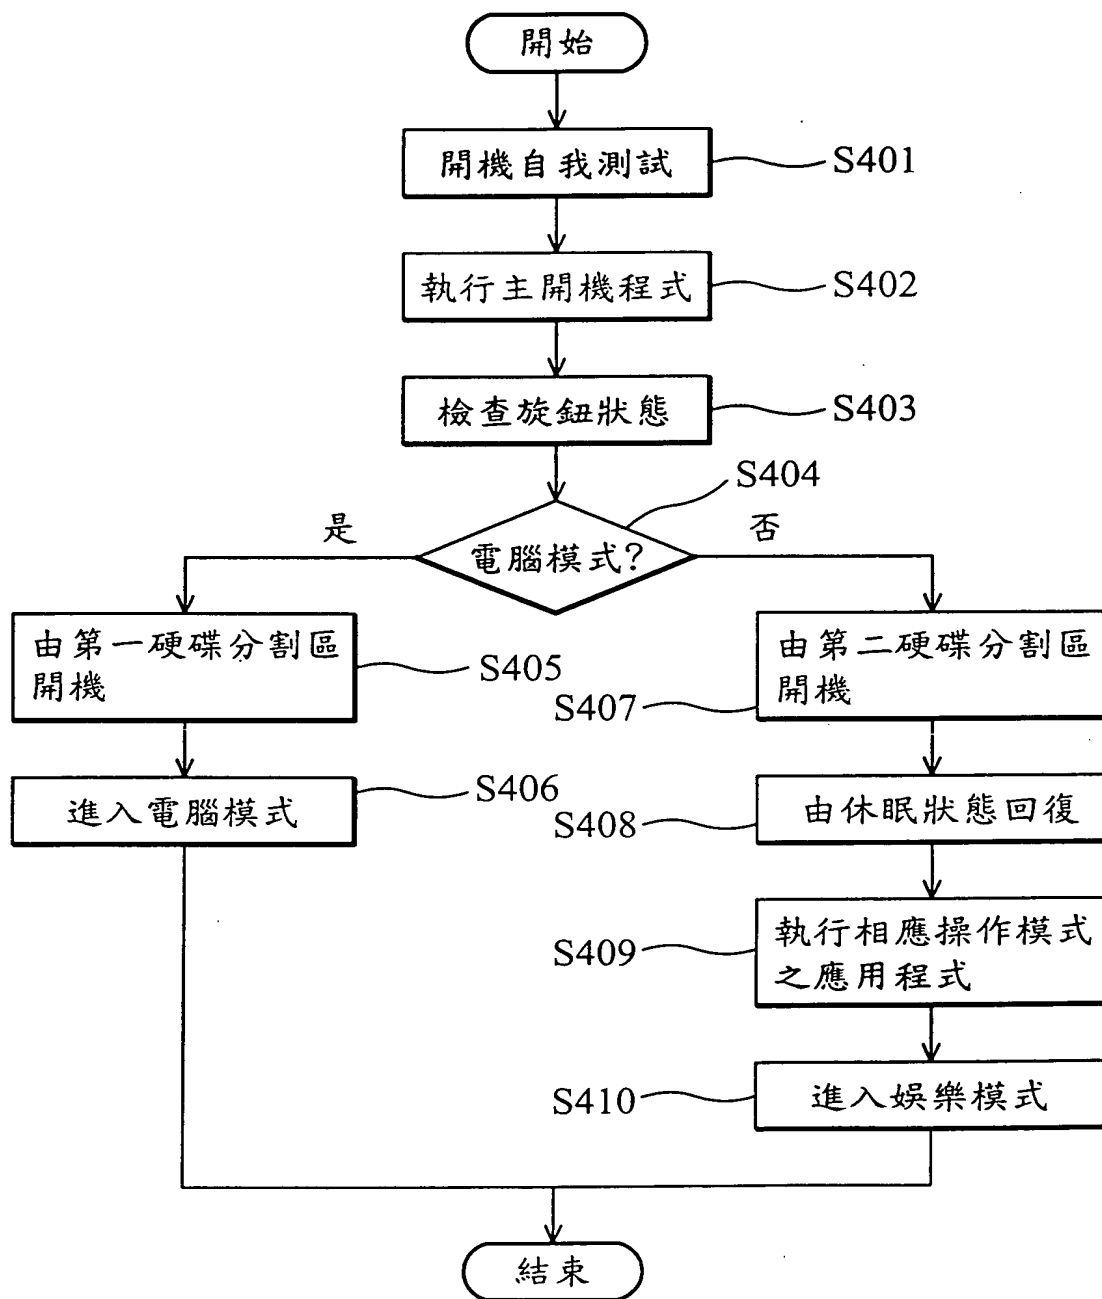 開始
開機自我測試
S401
執行主開機程式
S402
檢查旋鈕狀態
S403
S404
電腦模式?
是
否
由第一硬碟分割區
開機
S405
進入電腦模式
S406
由第二硬碟分割區
開機
S407
由休眠狀態回復
S408
執行相應操作模式
之應用程式
S409
進入娛樂模式
S410
結束